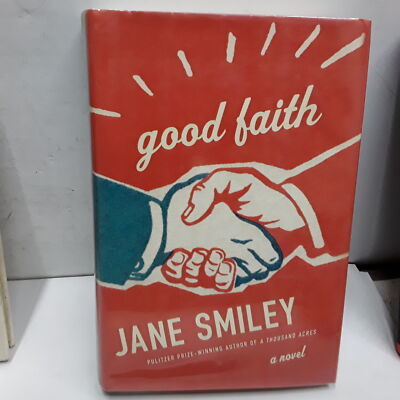 good faith
JANE SMILEY
PULITZER PRIZE-WINNING AUTHOR OF A THOUSAND ACRES
a novel